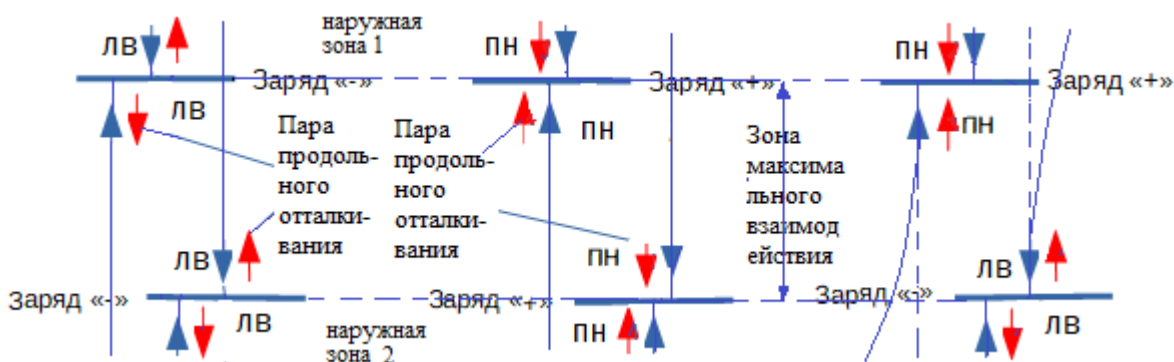 наружная
зона 1
ЛВ
Заряд «-»
ЛВ
Пара
продоль-
ного
отталки-
вания
ЛВ
Заряд «-»
ЛВ
наружная
зона 2
ПН
Заряд «+»
ПН
Пара
продоль-
ного
отталки-
вания
ПН
Заряд «+»
ПН
Зона
максима
льного
взаимод
ействия
ПН
Заряд «+»
ПН
ЛВ
Заряд «-»
ЛВ